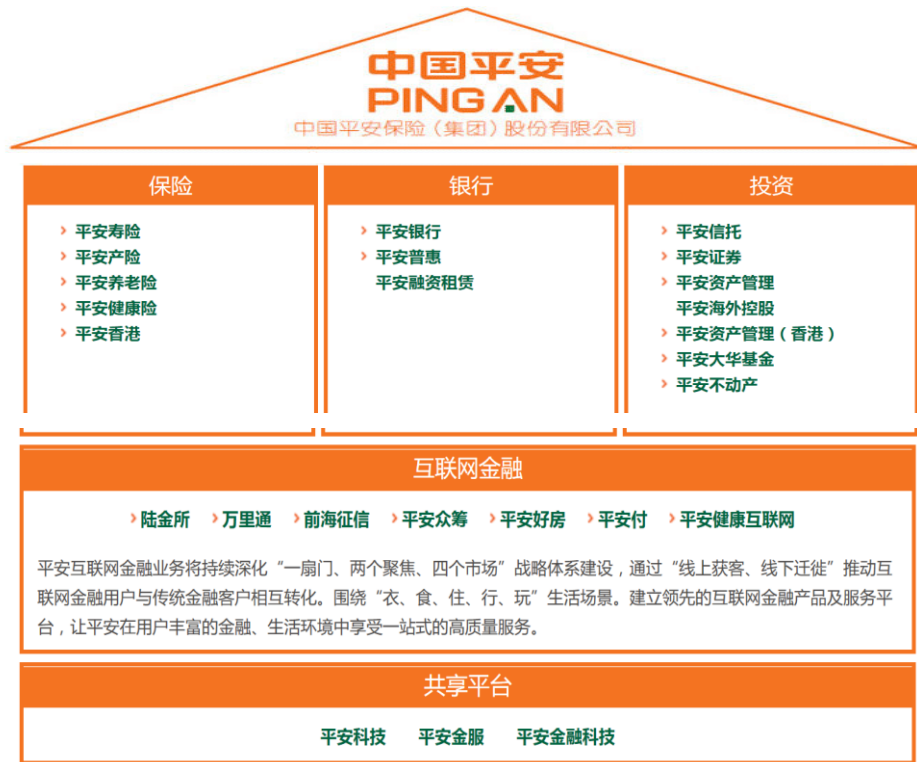 中国平安
PING AN
中国平安保险（集团）股份有限公司
保险
平安寿险
平安产险
平安养老险
平安健康险
平安香港
银行
平安银行
平安普惠
平安融资租赁
投资
平安信托
平安证券
平安资产管理
平安海外控股
平安资产管理（香港）
平安大华基金
平安不动产
互联网金融
陆金所 万里通 前海征信 平安众筹 平安好房 平安付 平安健康互联网
平安互联网金融业务将持续深化“一扇门、两个聚焦、四个市场”战略体系建设，通过“线上获客、线下迁徙”推动互
联网金融用户与传统金融客户相互转化。围绕“衣、食、住、行、玩”生活场景。建立领先的互联网金融产品及服务平
台，让平安在用户丰富的金融、生活环境中享受一站式的高质量服务。
共享平台
平安科技 平安金服 平安金融科技